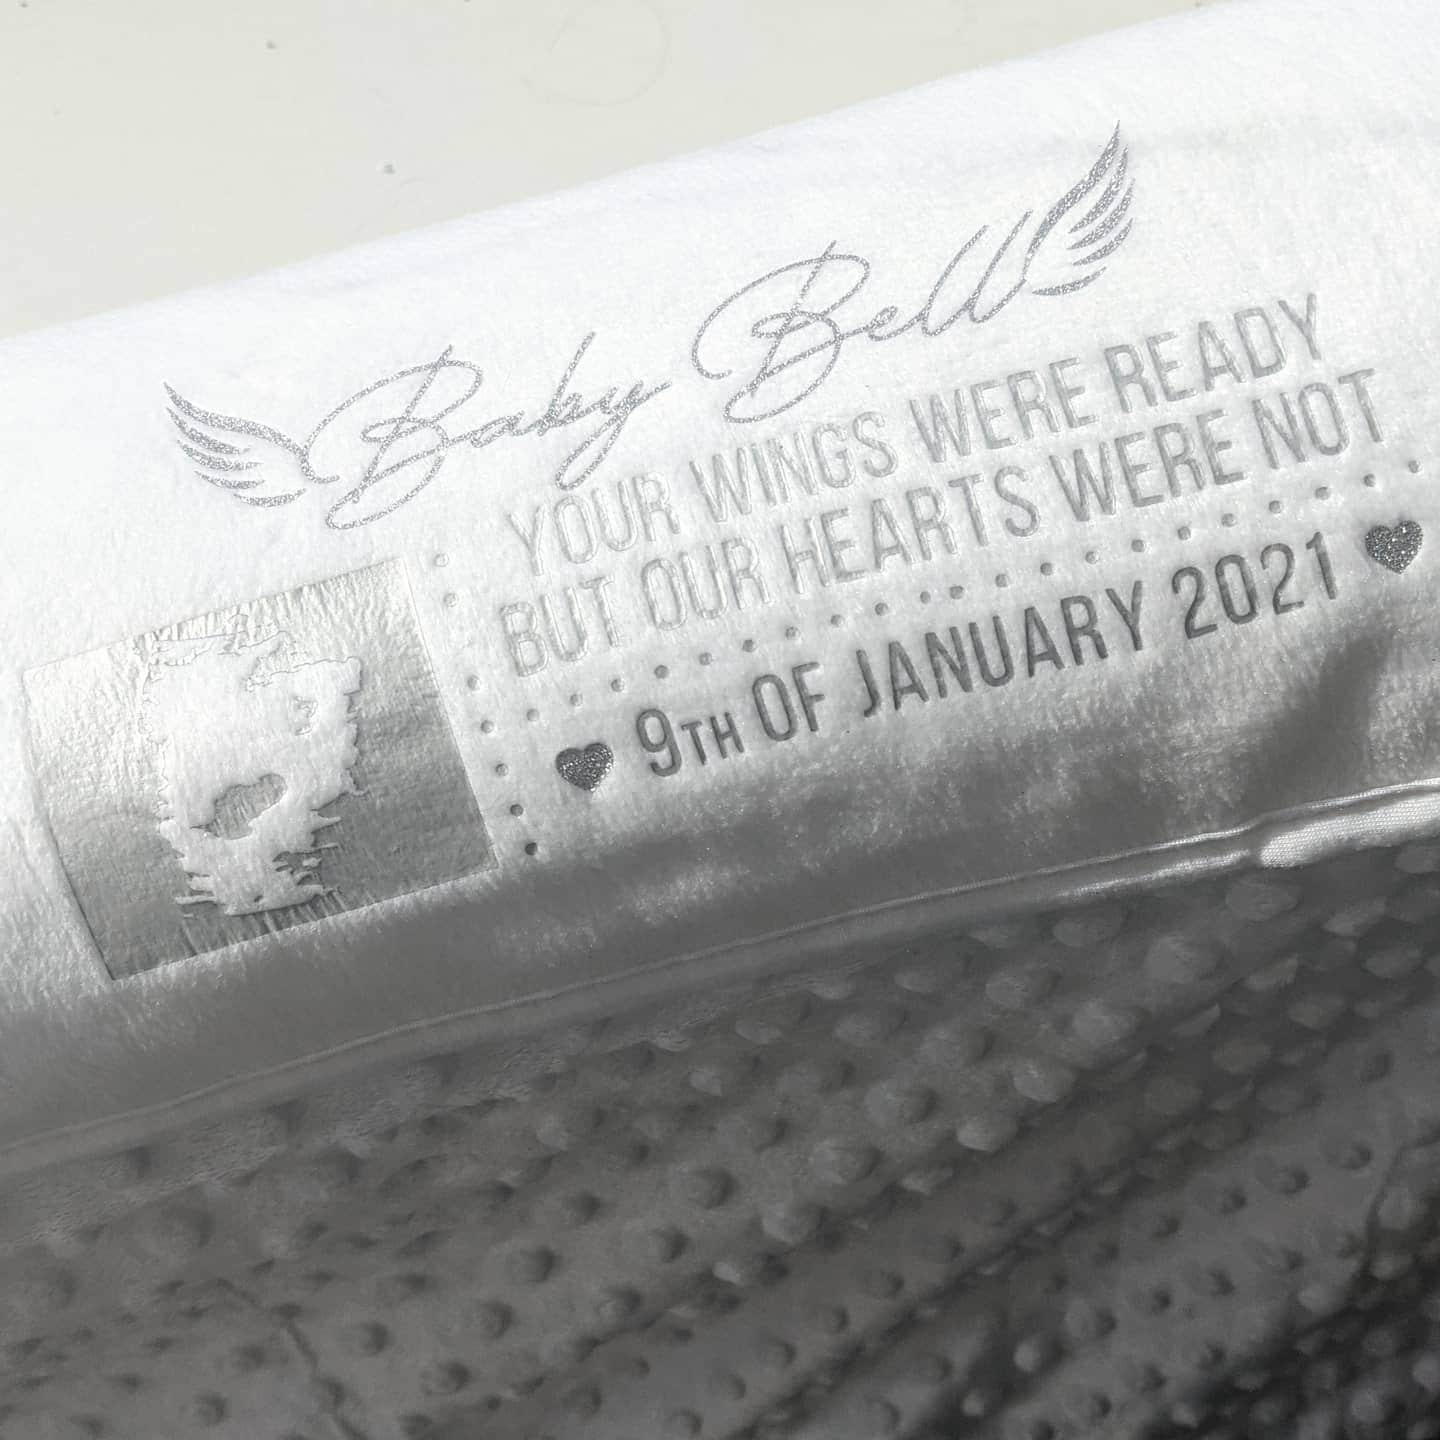 Baby Bell
YOUR WINGS WERE READY
BUT OUR HEARTS WERE NOT
9TH OF JANUARY 2021